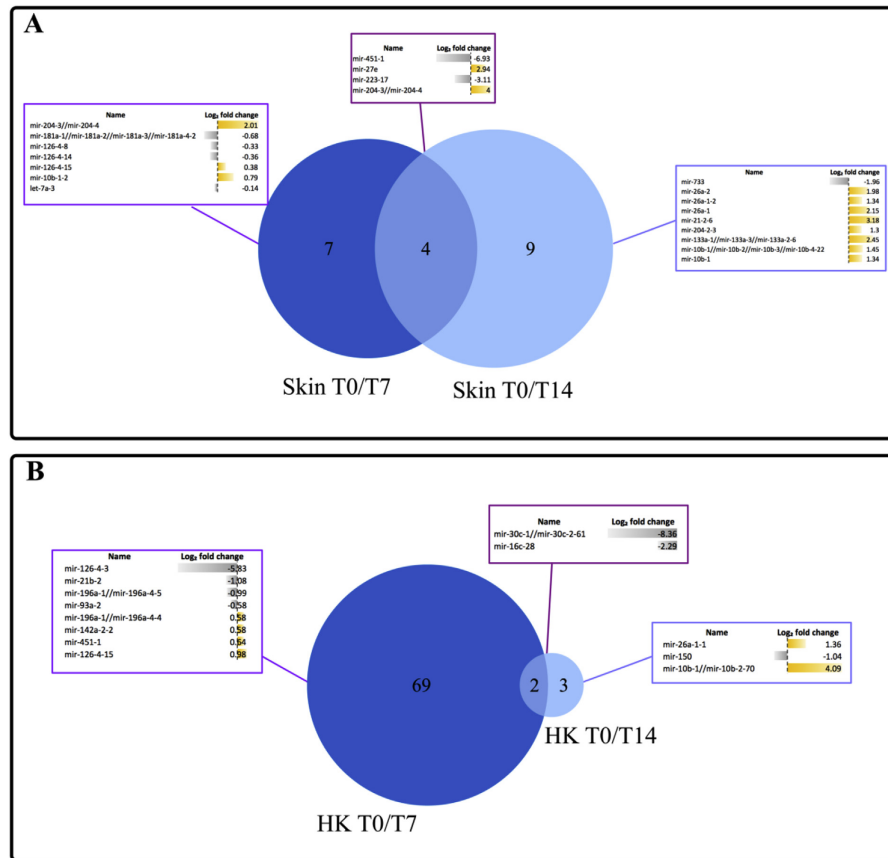 A
Name Log₂ fold change
mir-451-1 -6.93
mir-27e 2.94
mir-223-17 -3.11
mir-204-3//mir-204-4 4
Name Log₂ fold change
mir-204-3//mir-204-4 2.01
mir-181a-1//mir-181a-2//mir-181a-3//mir-181a-4-2 -0.68
mir-126-4-8 -0.33
mir-126-4-14 -0.36
mir-126-4-15 0.38
mir-10b-1-2 0.79
let-7a-3 -0.14
Name Log₂ fold change
mir-733 -1.96
mir-26a-2 1.98
mir-26a-1-2 1.34
mir-26a-1 2.15
mir-21-2-6 3.18
mir-204-2-3 1.3
mir-133a-1//mir-133a-3//mir-133a-2-6 2.45
mir-10b-1//mir-10b-2//mir-10b-3//mir-10b-4-22 1.45
mir-10b-1 1.34
7 4 9
Skin T0/T7 Skin T0/T14
B
Name Log₂ fold change
mir-30c-1//mir-30c-2-61 -8.36
mir-16c-28 -2.29
Name Log₂ fold change
mir-126-4-3 -5.83
mir-21b-2 -1.08
mir-196a-1//mir-196a-4-5 -0.99
mir-93a-2 -0.58
mir-196a-1//mir-196a-4-4 0.58
mir-142a-2-2 0.58
mir-451-1 0.64
mir-126-4-15 0.98
Name Log₂ fold change
mir-26a-1-1 1.36
mir-150 -1.04
mir-10b-1//mir-10b-2-70 4.09
69 2 3
HK T0/T14
HK T0/T7